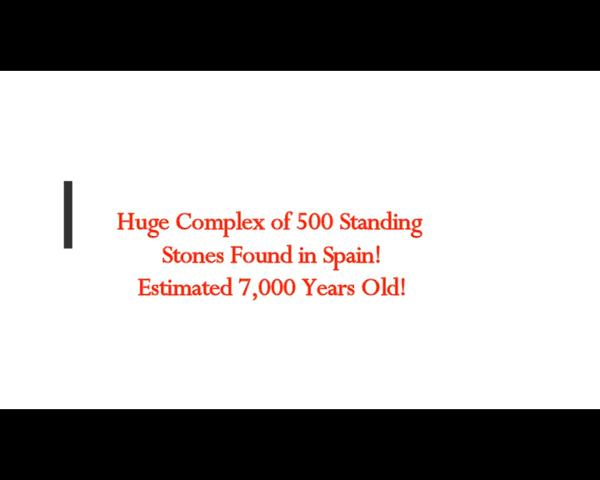 Huge Complex of 500 Standing
Stones Found in Spain!
Estimated 7,000 Years Old!